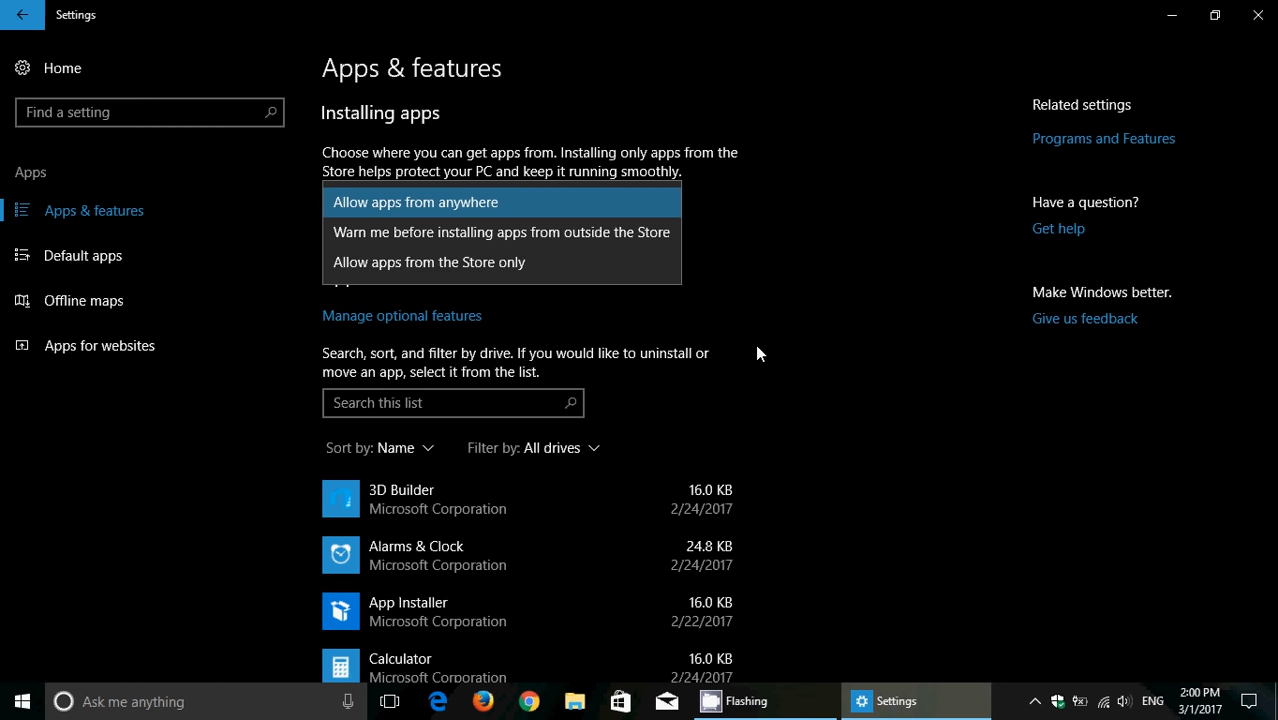 Settings
Home
Find a setting
Apps
Apps & features
Default apps
Offline maps
Apps for websites
Apps & features
Installing apps
Choose where you can get apps from. Installing only apps from the
Store helps protect your PC and keep it running smoothly.
Allow apps from anywhere
Warn me before installing apps from outside the Store
Allow apps from the Store only
Manage optional features
Search, sort, and filter by drive. If you would like to uninstall or
move an app, select it from the list.
Search this list
Sort by: Name Filter by: All drives
3D Builder 16.0 KB
Microsoft Corporation 2/24/2017
Alarms & Clock 24.8 KB
Microsoft Corporation 2/24/2017
App Installer 16.0 KB
Microsoft Corporation 2/22/2017
Calculator 16.0 KB
Microsoft Corporation 2/24/2017
Related settings
Programs and Features
Have a question?
Get help
Make Windows better.
Give us feedback
Ask me anything
Flashing
Settings
ENG
2:00 PM
3/1/2017